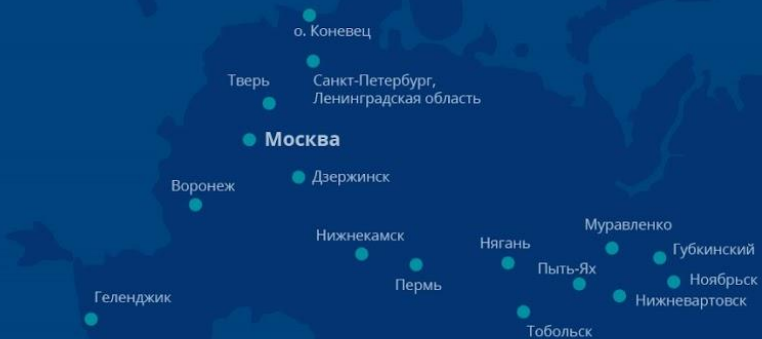 о. Коневец
Тверь
Санкт-Петербург,
Ленинградская область
Москва
Дзержинск
Воронеж
Нижнекамск
Пермь
Нягань
Муравленко
Губкинский
Пыть-Ях
Ноябрьск
Нижневартовск
Геленджик
Тобольск